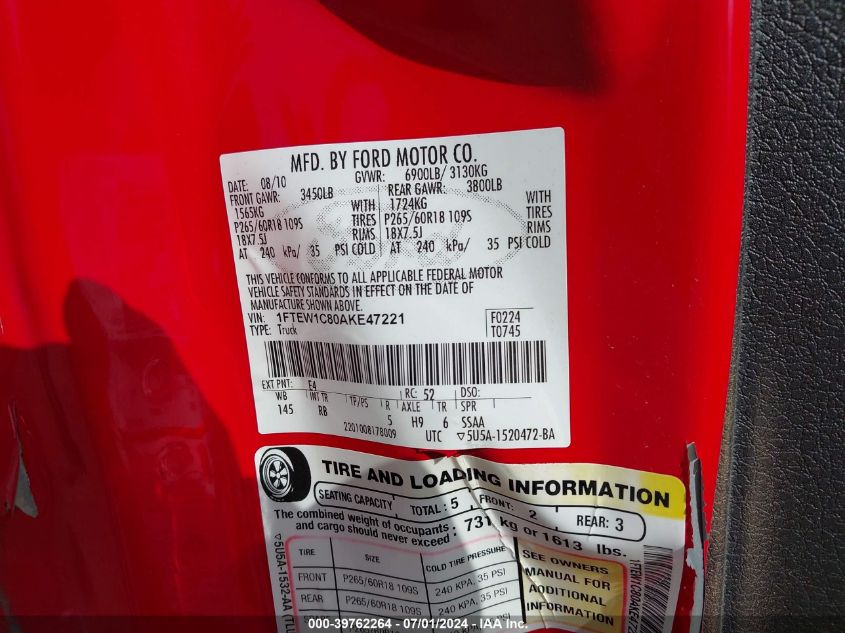 MFD. BY FORD MOTOR CO.
DATE: 08/10 GVWR: 6900LB/ 3130KG
FRONT GAWR: 3450LB REAR GAWR: 3800LB
1565KG WITH 1724KG WITH
P265/60R18 109S TIRES P265/60R18 109S TIRES
18X7.5J RIMS 18X7.5J RIMS
AT 240 kPa/ 35 PSI COLD AT 240 kPa/ 35 PSI COLD
THIS VEHICLE CONFORMS TO ALL APPLICABLE FEDERAL MOTOR
VEHICLE SAFETY STANDARDS IN EFFECT ON THE DATE OF
MANUFACTURE SHOWN ABOVE.
VIN: 1FTEW1C80AKE47221 F0224
TYPE: Truck T0745
EXT PNT: E4 RC: 52 DSO:
WB INT TR TP/PS R AXLE TR SPR
145 RB 5 H9 6 SSAA
2201008178009 UTC ▽5U5A-1520472-BA
TIRE AND LOADING INFORMATION
SEATING CAPACITY TOTAL: 5 FRONT: 2 REAR: 3
The combined weight of occupants
and cargo should never exceed : 731 kg or 1613 lbs.
TIRE SIZE COLD TIRE PRESSURE SEE OWNERS
FRONT P265/60R18 109S 240 KPA, 35 PSI MANUAL FOR
REAR P265/60R18 109S 240 KPA, 35 PSI ADDITIONAL
INFORMATION
▽5U5A-1532-AA
000-39762264 - 07/01/2024 - IAA Inc.